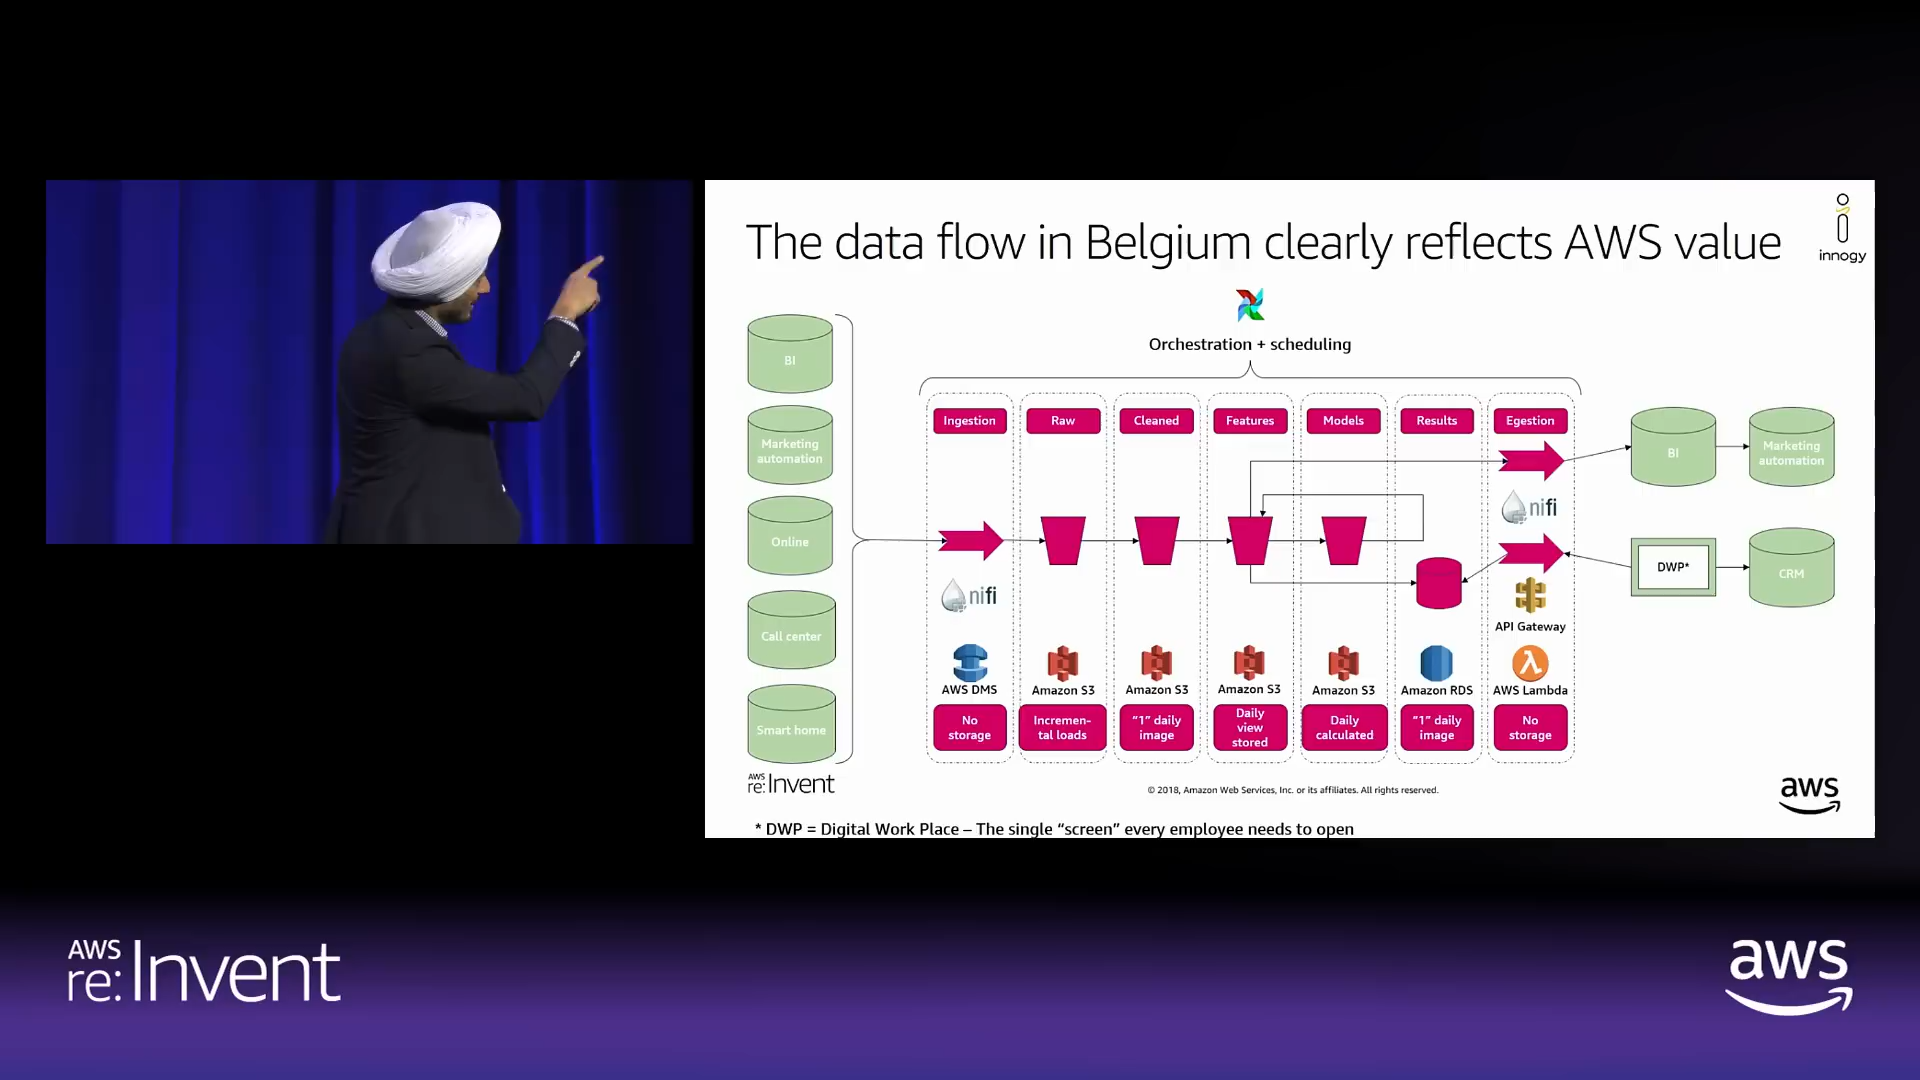 The data flow in Belgium clearly reflects AWS value
innogy
Orchestration + scheduling
BI
Marketing
automation
Online
Call center
Smart home
Ingestion
Raw
Cleaned
Features
Models
Results
Egestion
nifi
nifi
API Gateway
AWS DMS
Amazon S3
Amazon S3
Amazon S3
Amazon S3
Amazon RDS
AWS Lambda
No
storage
Incremen-
tal loads
“1” daily
image
Daily
view
stored
Daily
calculated
“1” daily
image
No
storage
BI
Marketing
automation
DWP*
CRM
AWS
re:Invent
© 2018, Amazon Web Services, Inc. or its affiliates. All rights reserved.
aws
* DWP = Digital Work Place – The single “screen” every employee needs to open
AWS
re:Invent
aws